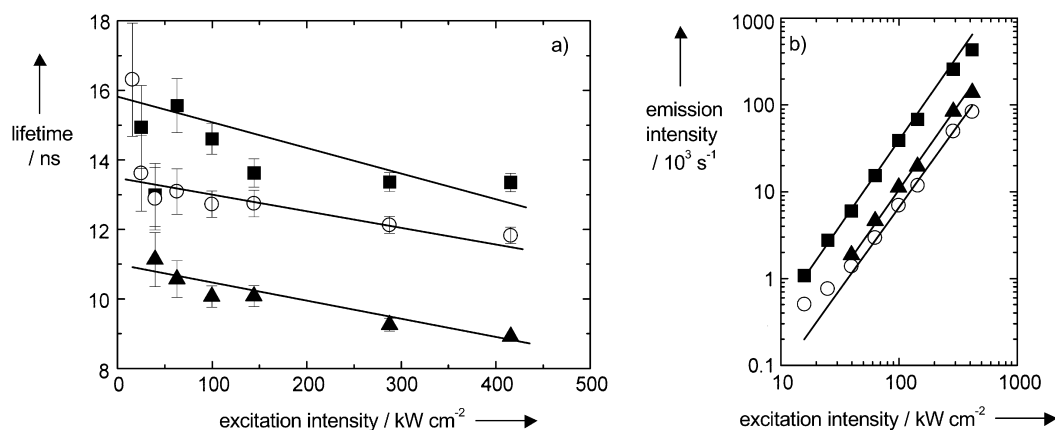 a)
18
16
14
12
10
8
lifetime
/ ns
0 100 200 300 400 500
excitation intensity / kW cm-2
b)
1000
100
10
1
0.1
emission
intensity
/ 10³ s⁻¹
10 100 1000
excitation intensity / kW cm-2